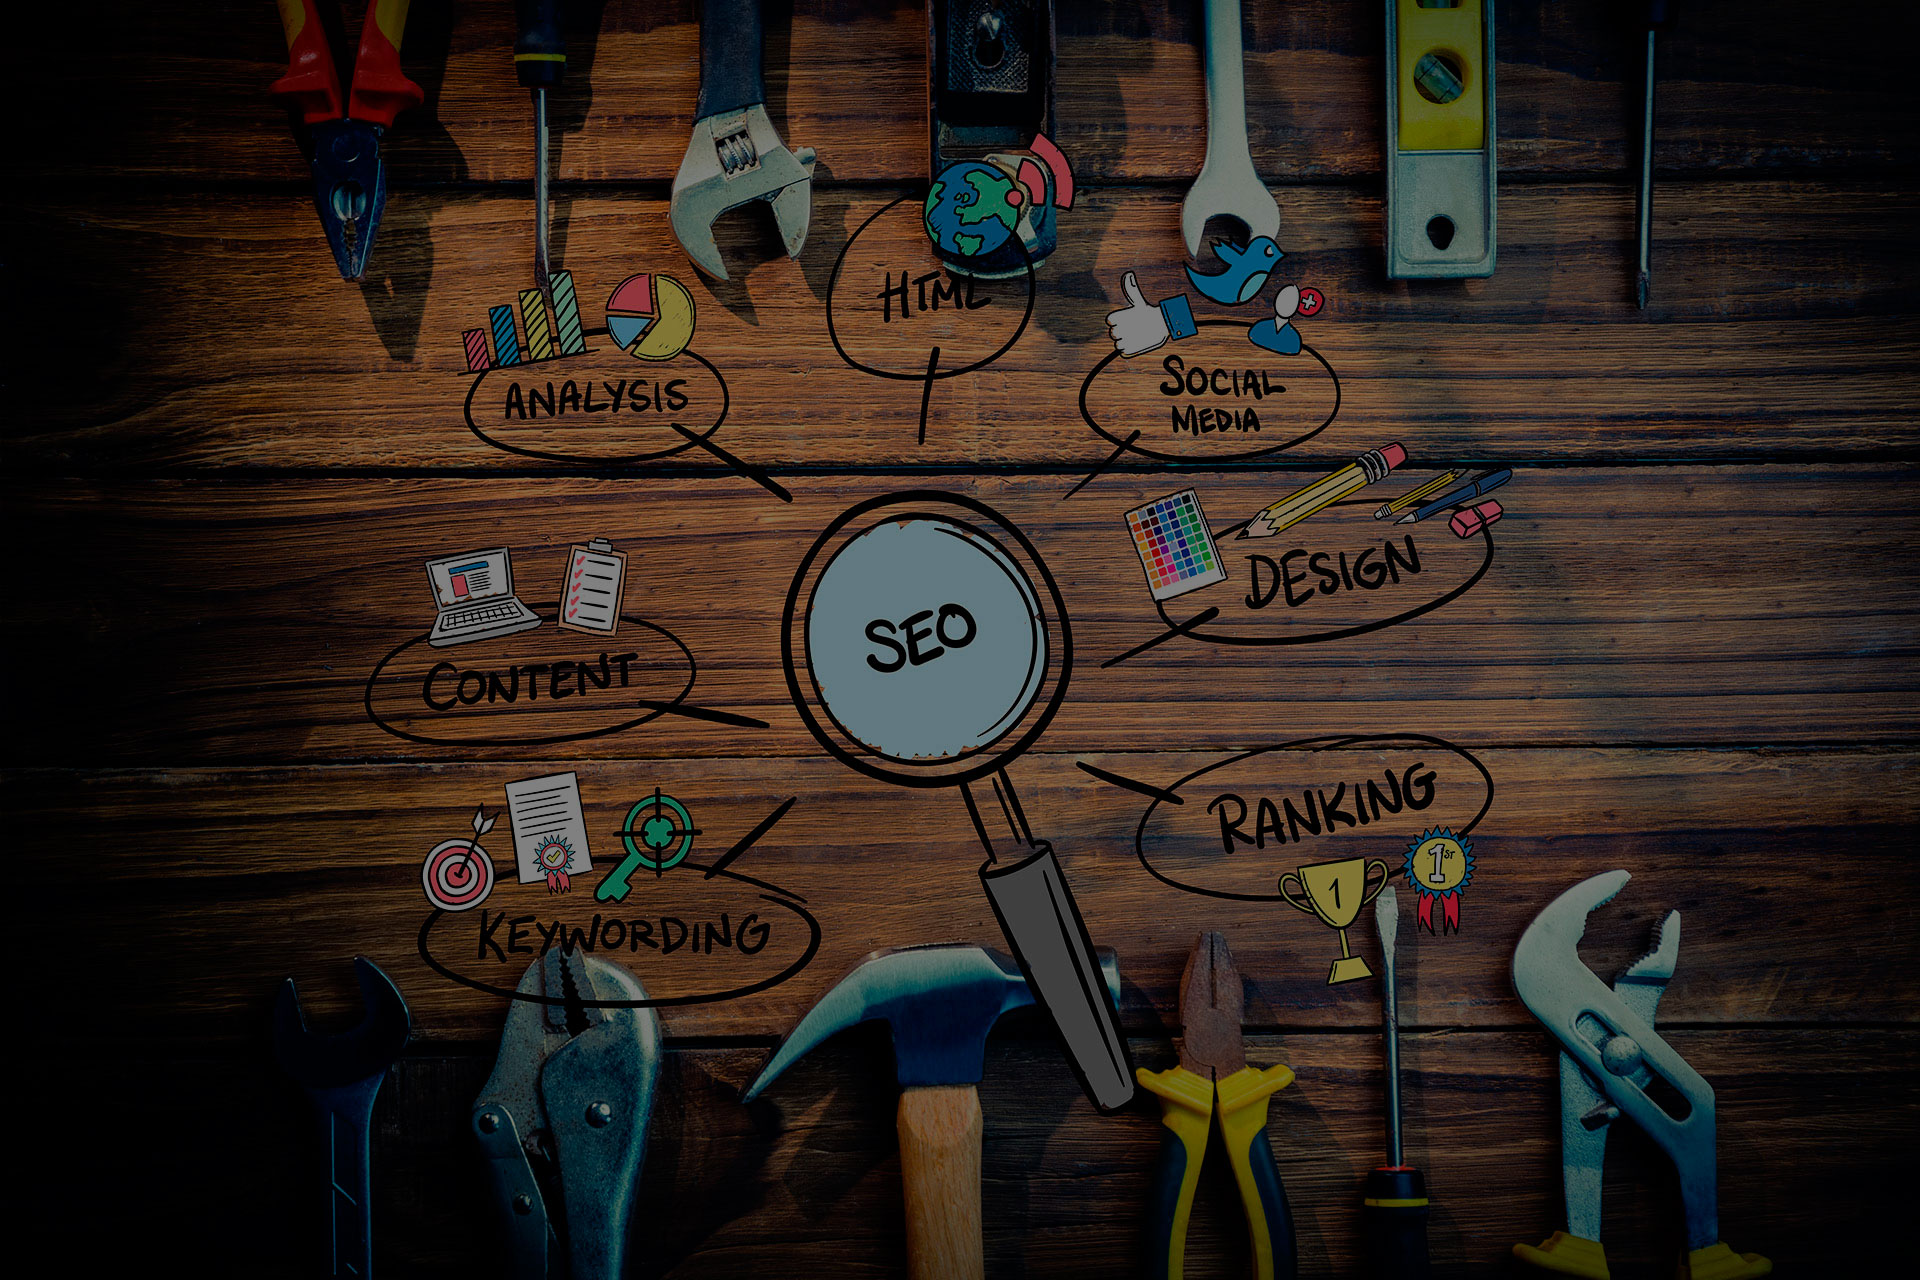 HTML
ANALYSIS
SOCIAL
MEDIA
DESIGN
SEO
CONTENT
RANKING
1
1ST
KEYWORDING